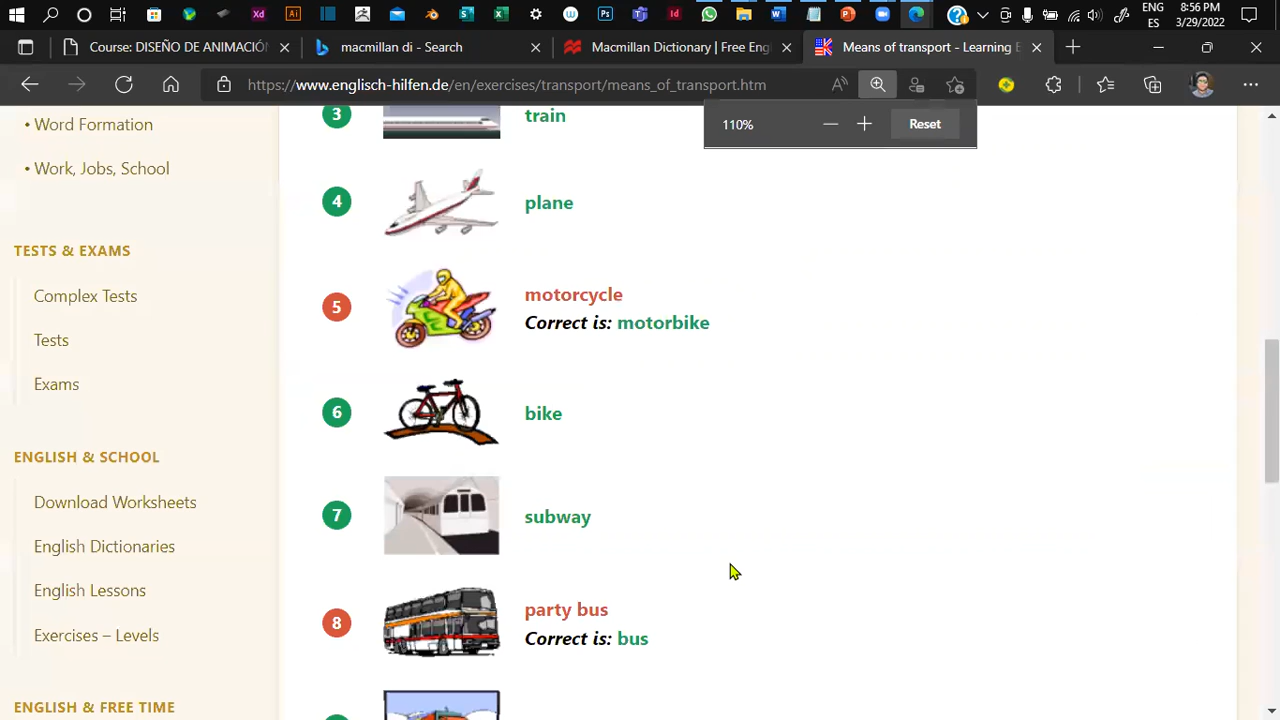 ENG 8:56 PM
ES 3/29/2022
Course: DISEÑO DE ANIMACIÓN
macmillan di - Search
Macmillan Dictionary | Free Eng
Means of transport - Learning E
https://www.englisch-hilfen.de/en/exercises/transport/means_of_transport.htm
110% Reset
• Word Formation
• Work, Jobs, School
TESTS & EXAMS
Complex Tests
Tests
Exams
ENGLISH & SCHOOL
Download Worksheets
English Dictionaries
English Lessons
Exercises – Levels
ENGLISH & FREE TIME
3 train
4 plane
5 motorcycle
Correct is: motorbike
6 bike
7 subway
8 party bus
Correct is: bus